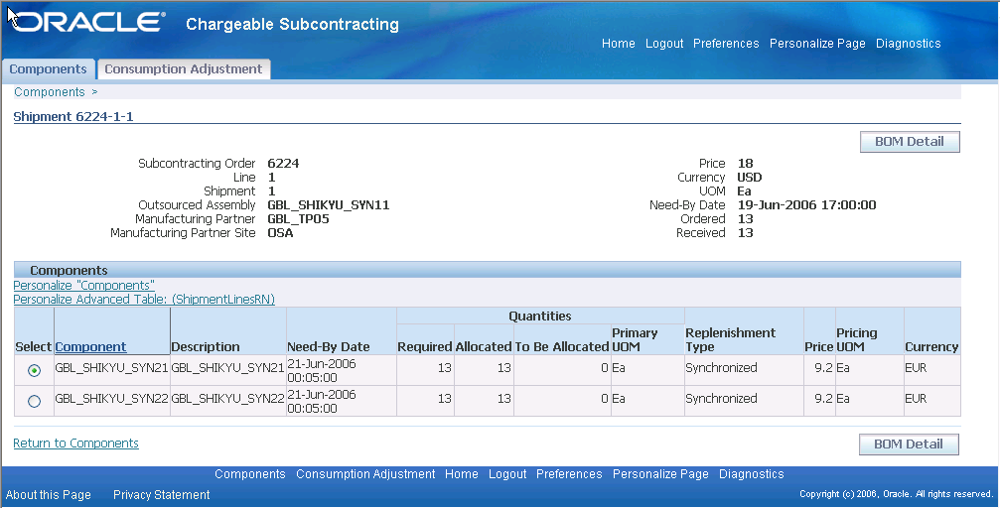 ORACLE® Chargeable Subcontracting
Home Logout Preferences Personalize Page Diagnostics
Components Consumption Adjustment
Components >
Shipment 6224-1-1
BOM Detail
Subcontracting Order 6224 Price 18
Line 1 Currency USD
Shipment 1 UOM Ea
Outsourced Assembly GBL_SHIKYU_SYN11 Need-By Date 19-Jun-2006 17:00:00
Manufacturing Partner GBL_TP05 Ordered 13
Manufacturing Partner Site OSA Received 13
Components
Personalize "Components"
Personalize Advanced Table: (ShipmentLinesRN)
Quantities
Select Component Description Need-By Date Required Allocated To Be Allocated Primary UOM Replenishment Type Price Pricing UOM Currency
GBL_SHIKYU_SYN21 GBL_SHIKYU_SYN21 21-Jun-2006 00:05:00 13 13 0 Ea Synchronized 9.2 Ea EUR
GBL_SHIKYU_SYN22 GBL_SHIKYU_SYN22 21-Jun-2006 00:05:00 13 13 0 Ea Synchronized 9.2 Ea EUR
Return to Components BOM Detail
Components Consumption Adjustment Home Logout Preferences Personalize Page Diagnostics
About this Page Privacy Statement Copyright (c) 2006, Oracle. All rights reserved.